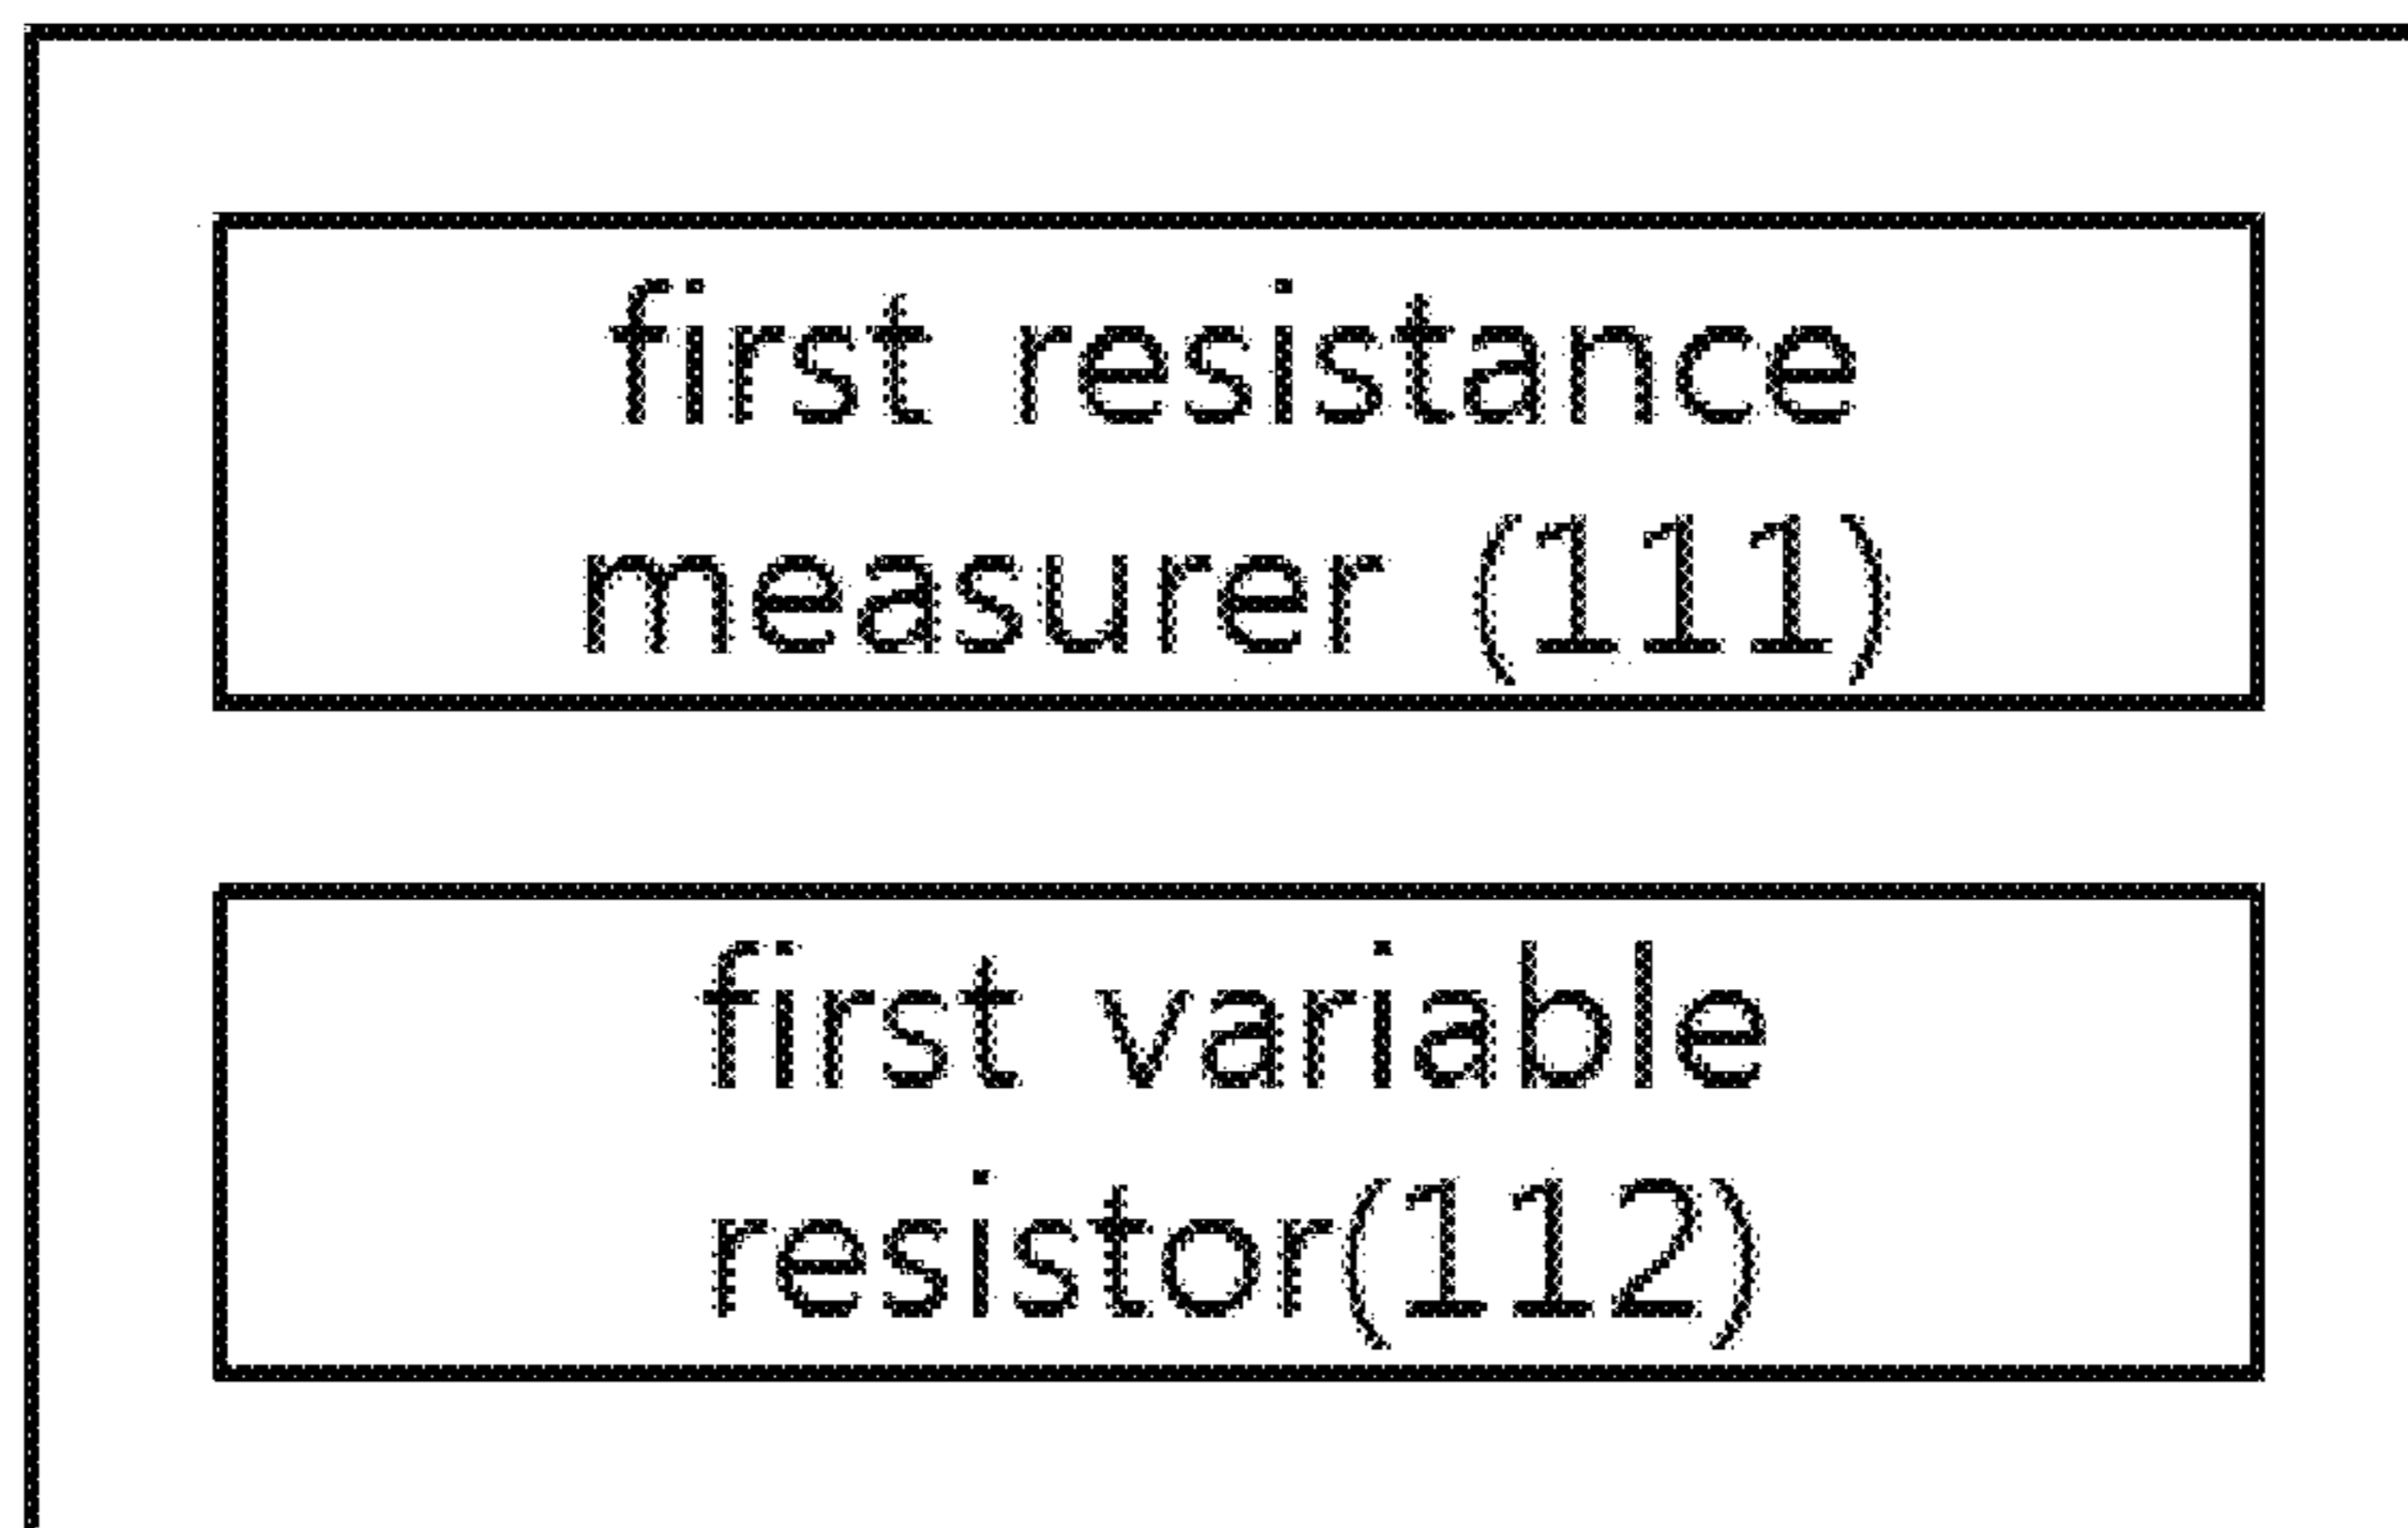 first resistance
measurer (111)
first variable
resistor(112)